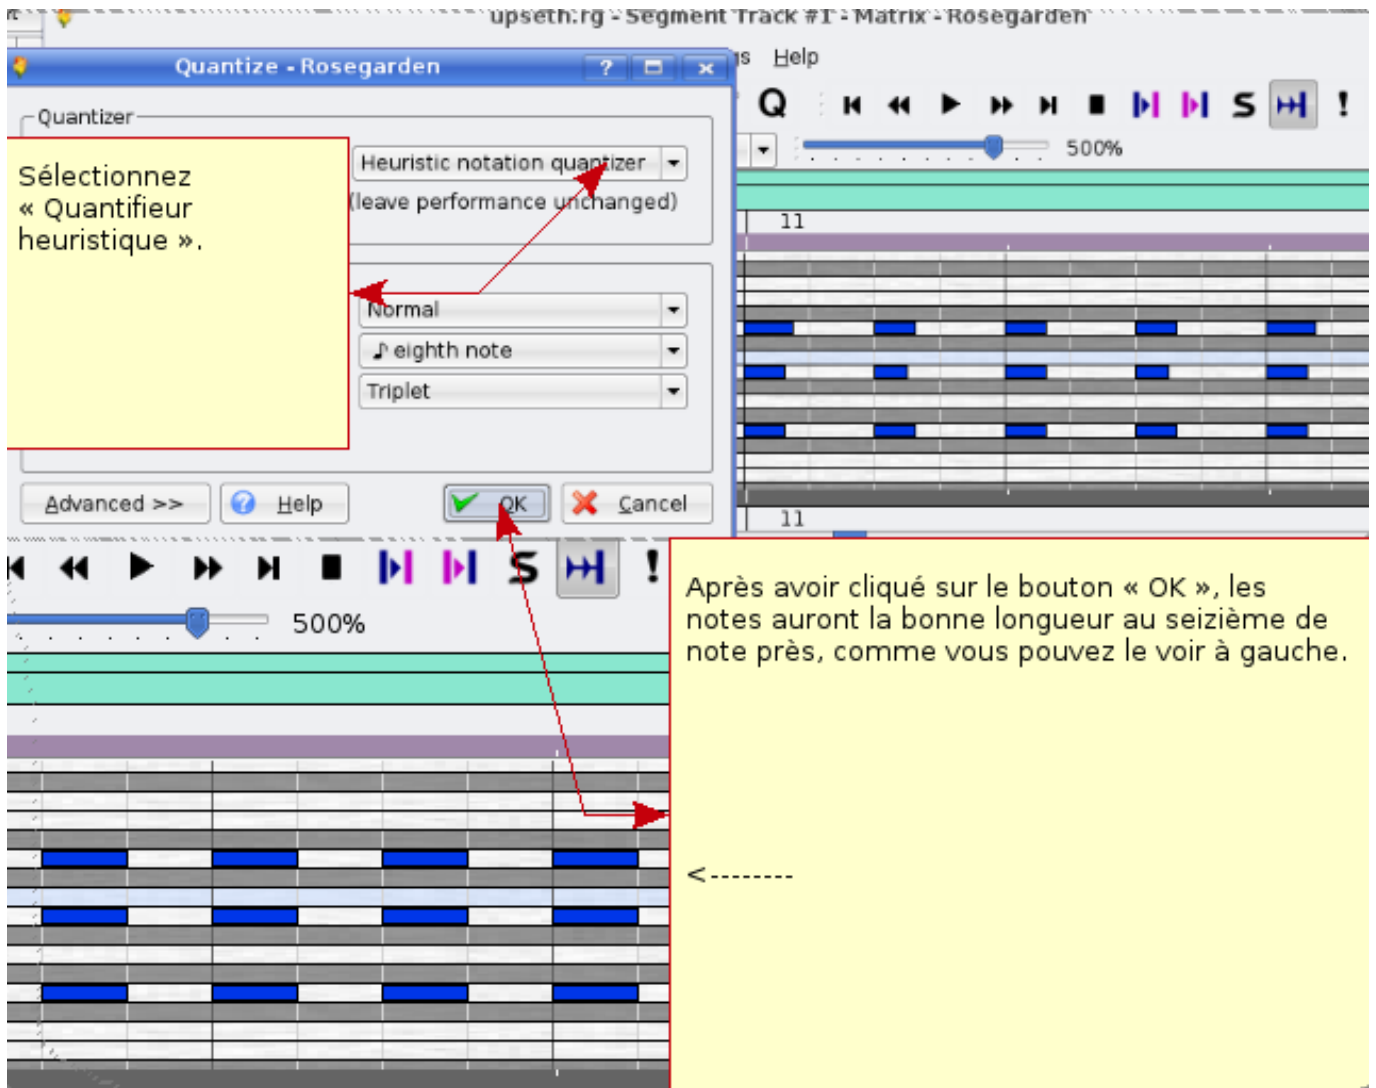 upseth.rg - Segment Track #1 - Matrix - Rosegarden
Help
Quantize - Rosegarden
Q
S
!
500%
Quantizer
Sélectionnez
« Quantifieur
heuristique ».
Heuristic notation quantizer
(leave performance unchanged)
11
Normal
eighth note
Triplet
Advanced >>
Help
OK
Cancel
11
S
!
500%
Après avoir cliqué sur le bouton « OK », les
notes auront la bonne longueur au seizième de
note près, comme vous pouvez le voir à gauche.
<--------